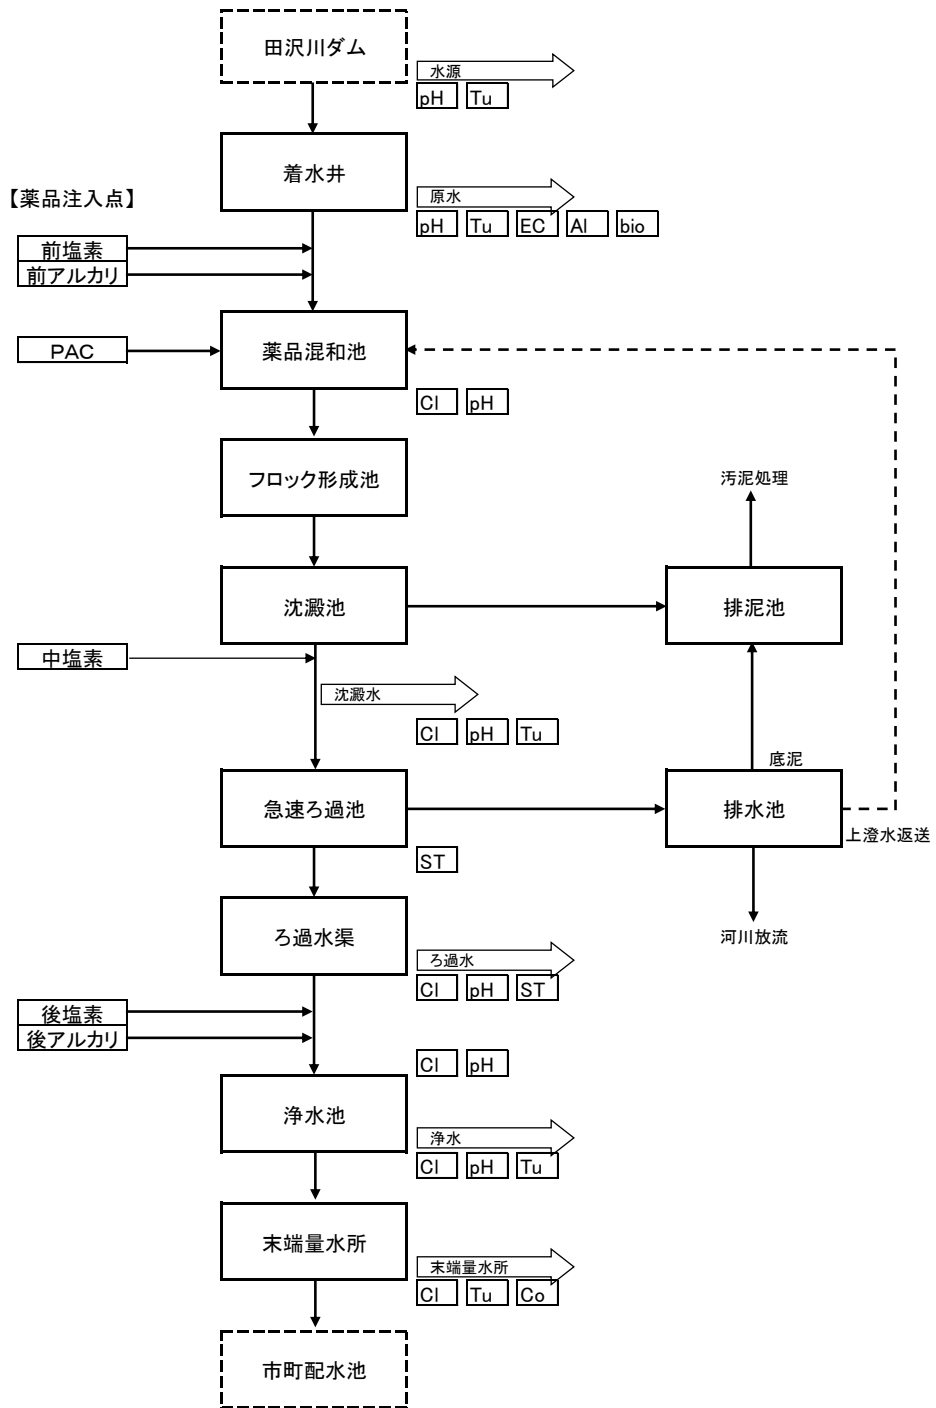 田沢川ダム
水源
pH Tu
着水井
【薬品注入点】
原水
pH Tu EC Al bio
前塩素
前アルカリ
PAC
薬品混和池
Cl pH
フロック形成池
汚泥処理
沈澱池
排泥池
中塩素
沈澱水
Cl pH Tu
底泥
急速ろ過池
排水池
上澄水返送
ST
ろ過水渠
ろ過水
河川放流
Cl pH ST
後塩素
後アルカリ
Cl pH
浄水池
浄水
Cl pH Tu
末端量水所
末端量水所
Cl Tu Co
市町配水池